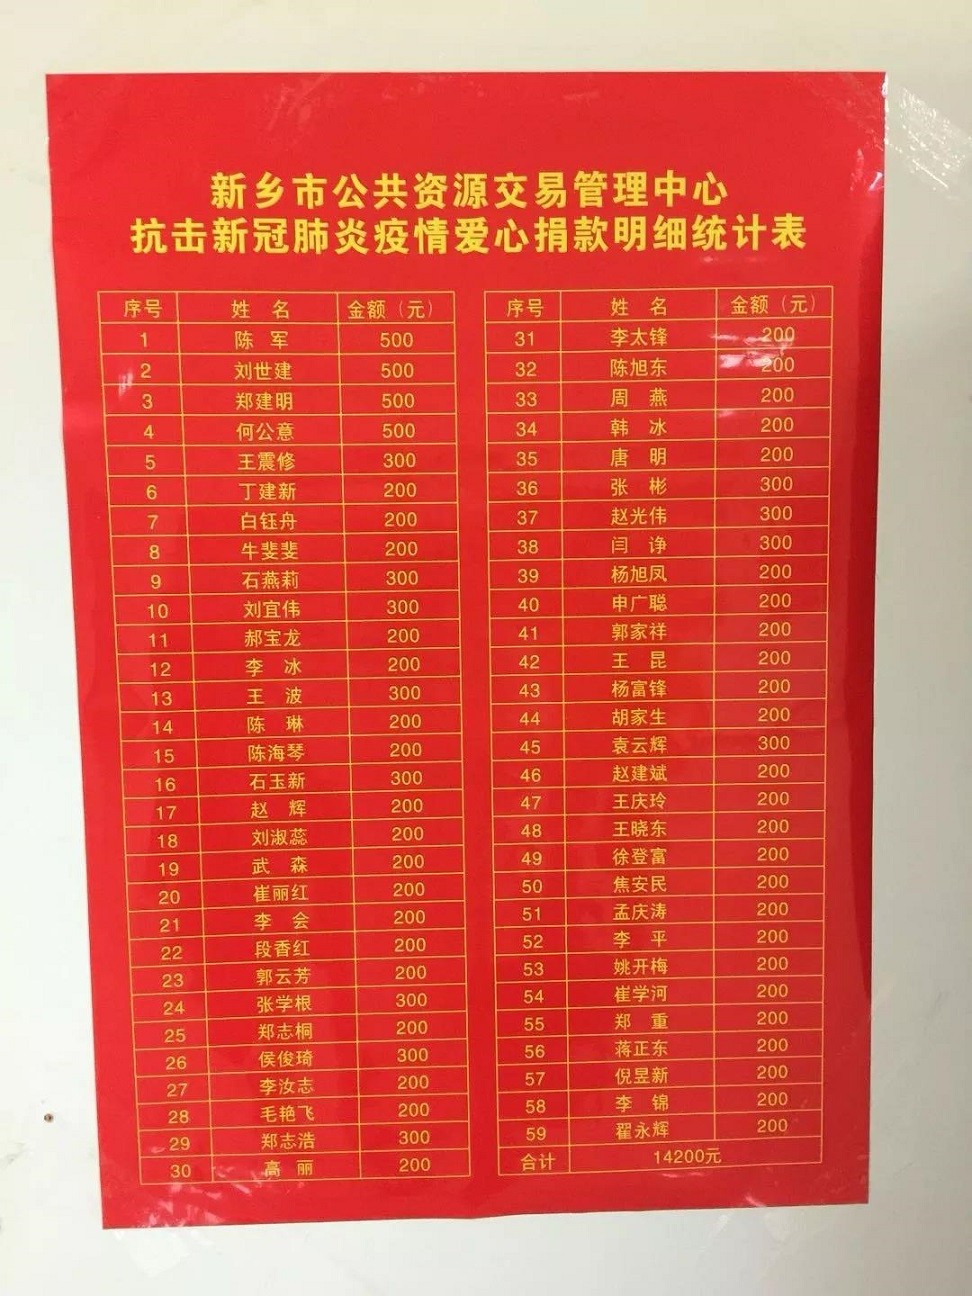 新乡市公共资源交易管理中心
抗击新冠肺炎疫情爱心捐款明细统计表
序号 姓 名 金额（元）
1 陈 军 500
2 刘世建 500
3 郑建明 500
4 何公意 500
5 王震修 300
6 丁建新 200
7 白钰舟 200
8 牛斐斐 200
9 石燕莉 300
10 刘宜伟 300
11 郝宝龙 200
12 李 冰 200
13 王 波 300
14 陈 琳 200
15 陈海琴 200
16 石玉新 300
17 赵 辉 200
18 刘淑蕊 200
19 武 森 200
20 崔丽红 200
21 李 会 200
22 段香红 200
23 郭云芳 200
24 张学根 300
25 郑志桐 200
26 侯俊琦 300
27 李汝志 200
28 毛艳飞 200
29 郑志浩 300
30 高 丽 200
序号 姓 名 金额（元）
31 李太锋 200
32 陈旭东 200
33 周 燕 200
34 韩 冰 200
35 唐 明 200
36 张 彬 300
37 赵光伟 300
38 闫 诤 300
39 杨旭凤 200
40 申广聪 200
41 郭家祥 200
42 王 昆 200
43 杨富锋 200
44 胡家生 200
45 袁云辉 300
46 赵建斌 200
47 王庆玲 200
48 王晓东 200
49 徐登富 200
50 焦安民 200
51 孟庆涛 200
52 李 平 200
53 姚开梅 200
54 崔学河 200
55 郑 重 200
56 蒋正东 200
57 倪昱新 200
58 李 锦 200
59 翟永辉 200
合计 14200元